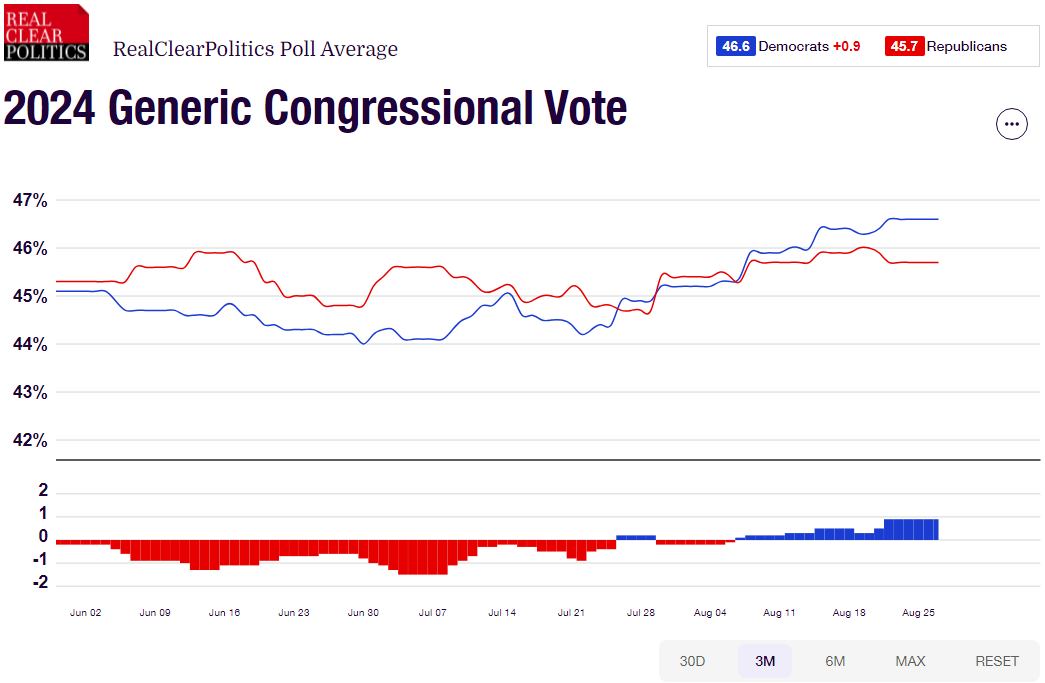 REAL
CLEAR
POLITICS
RealClearPolitics Poll Average
46.6 Democrats +0.9 45.7 Republicans
2024 Generic Congressional Vote
47%
46%
45%
44%
43%
42%
2
1
0
-1
-2
Jun 02 Jun 09 Jun 16 Jun 23 Jun 30 Jul 07 Jul 14 Jul 21 Jul 28 Aug 04 Aug 11 Aug 18 Aug 25
30D 3M 6M MAX RESET